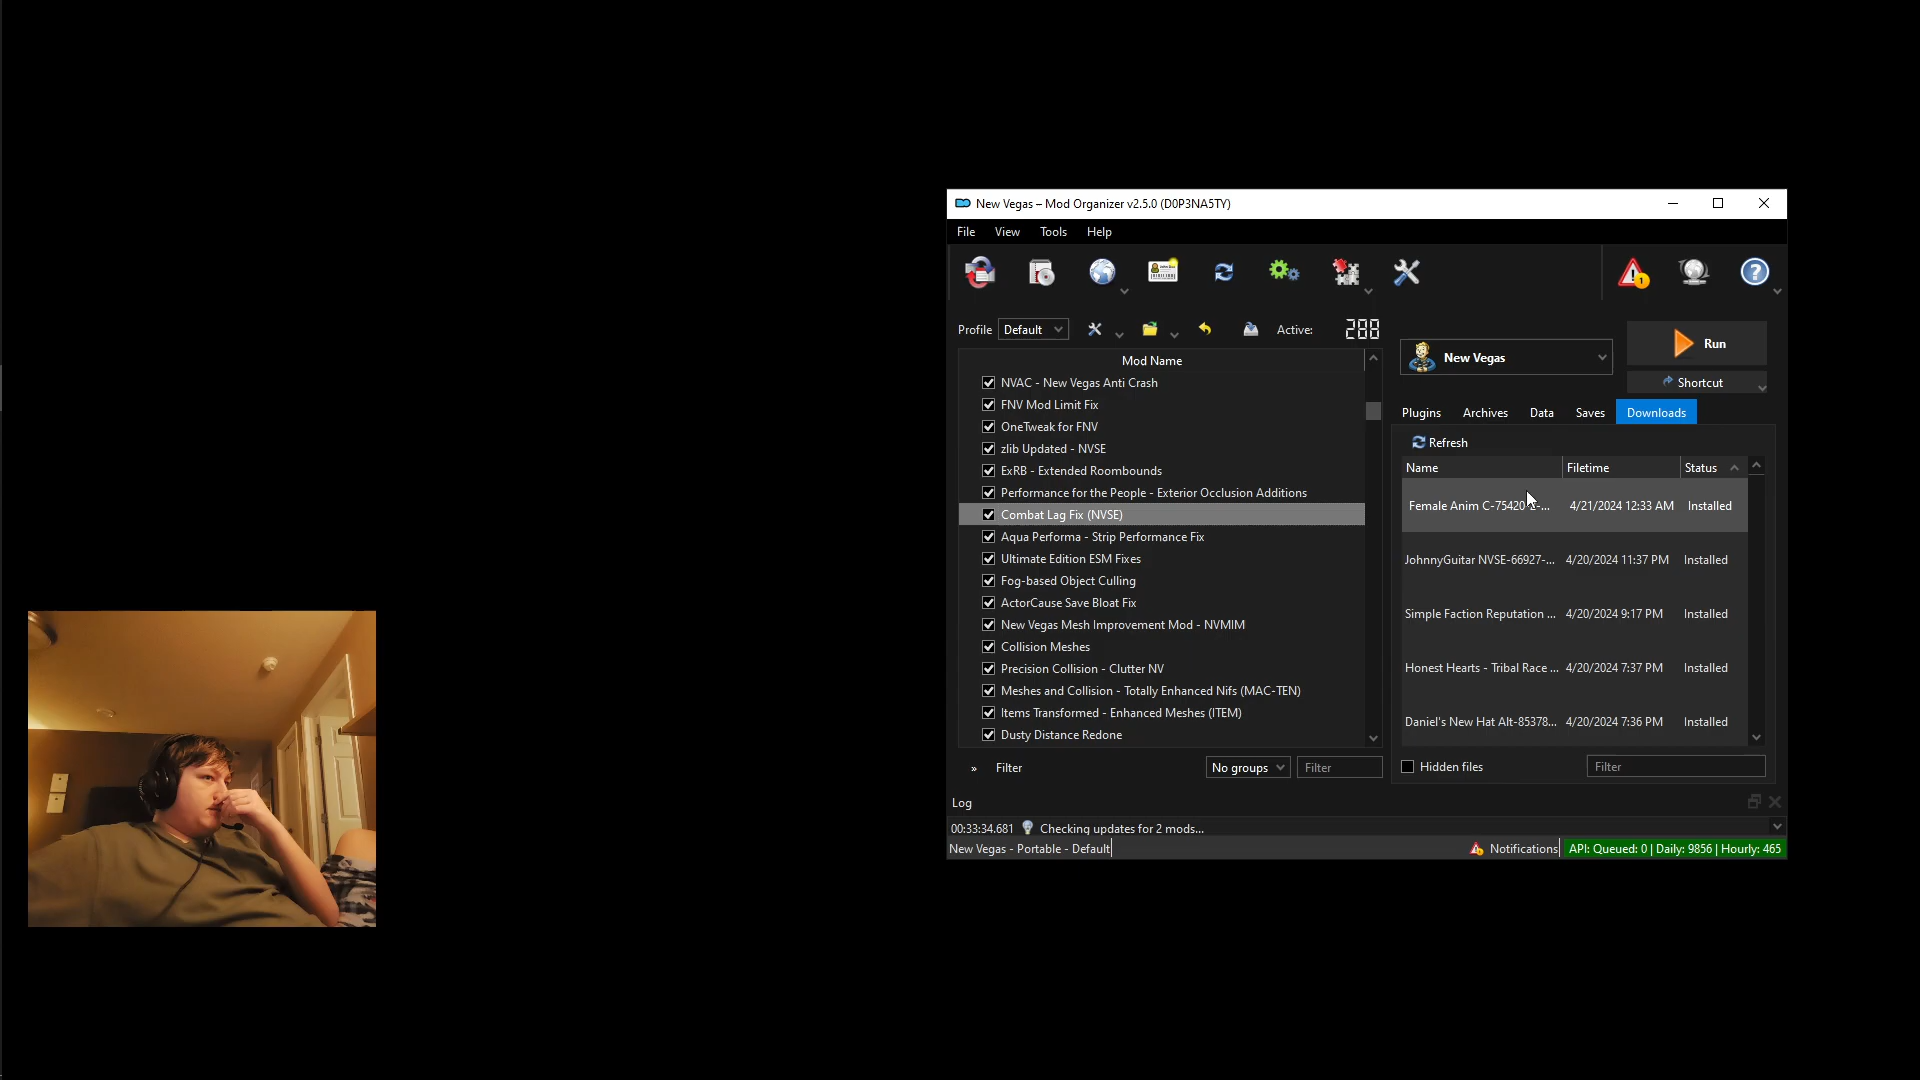 New Vegas – Mod Organizer v2.5.0 (D0P3NA5TY)
File View Tools Help
1
Profile Default Active: 288
Mod Name
NVAC - New Vegas Anti Crash
FNV Mod Limit Fix
OneTweak for FNV
zlib Updated - NVSE
ExRB - Extended Roombounds
Performance for the People - Exterior Occlusion Additions
Combat Lag Fix (NVSE)
Aqua Performa - Strip Performance Fix
Ultimate Edition ESM Fixes
Fog-based Object Culling
ActorCause Save Bloat Fix
New Vegas Mesh Improvement Mod - NVMIM
Collision Meshes
Precision Collision - Clutter NV
Meshes and Collision - Totally Enhanced Nifs (MAC-TEN)
Items Transformed - Enhanced Meshes (ITEM)
Dusty Distance Redone
» Filter No groups Filter
New Vegas
Run
Shortcut
Plugins Archives Data Saves Downloads
Refresh
Name Filetime Status
Female Anim C-75420 4/21/2024 12:33 AM Installed
JohnnyGuitar NVSE-66927-... 4/20/2024 11:37 PM Installed
Simple Faction Reputation ... 4/20/2024 9:17 PM Installed
Honest Hearts - Tribal Race ... 4/20/2024 7:37 PM Installed
Daniel's New Hat Alt-85378... 4/20/2024 7:36 PM Installed
Hidden files Filter
Log
00:33:34.681 Checking updates for 2 mods...
New Vegas - Portable - Default Notifications API: Queued: 0 | Daily: 9856 | Hourly: 465